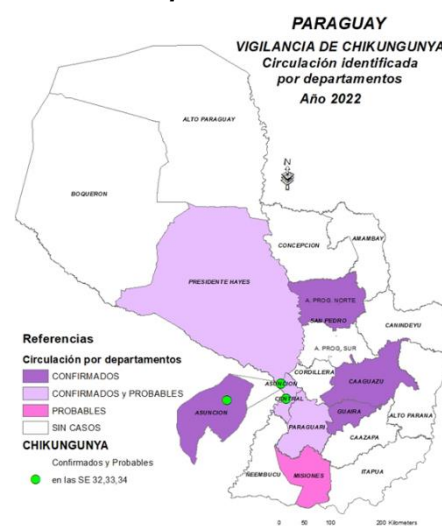 PARAGUAY
VIGILANCIA DE CHIKUNGUNYA
Circulación identificada
por departamentos
Año 2022
ALTO PARAGUAY
BOQUERON
N
CONCEPCION
AMAMBAY
PRESIDENTE HAYES
A. PROG. NORTE
SAN PEDRO
CANINDEYU
A. PROG. SUR
CORDILLERA
ASUNCION
CAAGUAZU
CENTRAL
ASUNCION
PARAGUARI
GUAIRA
ALTO PARANA
CAAZAPA
ÑEEMBUCU
MISIONES
ITAPUA
Referencias
Circulación por departamentos
CONFIRMADOS
CONFIRMADOS y PROBABLES
PROBABLES
SIN CASOS
CHIKUNGUNYA
Confirmados y Probables
en las SE 32,33,34
0 50 100 200 Kilometers